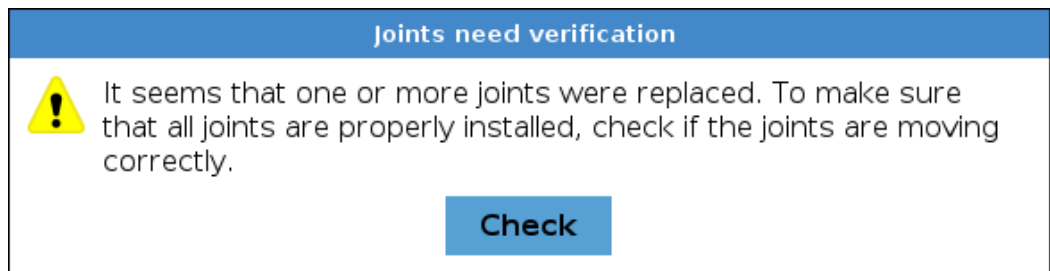 Joints need verification
It seems that one or more joints were replaced. To make sure
that all joints are properly installed, check if the joints are moving
correctly.
Check